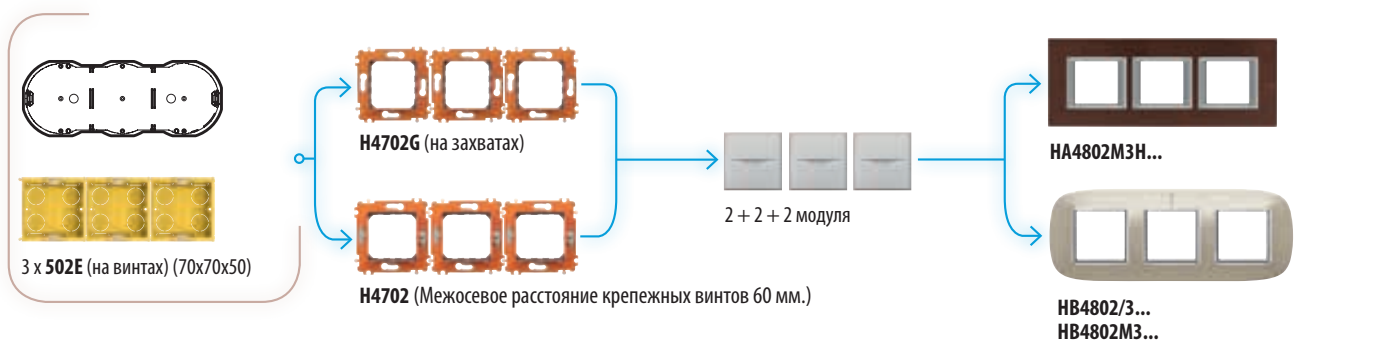 3 x 502E (на винтах) (70x70x50)
H4702G (на захватах)
H4702 (Межосевое расстояние крепежных винтов 60 мм.)
2 + 2 + 2 модуля
HA4802M3H...
HB4802/3...
HB4802M3...